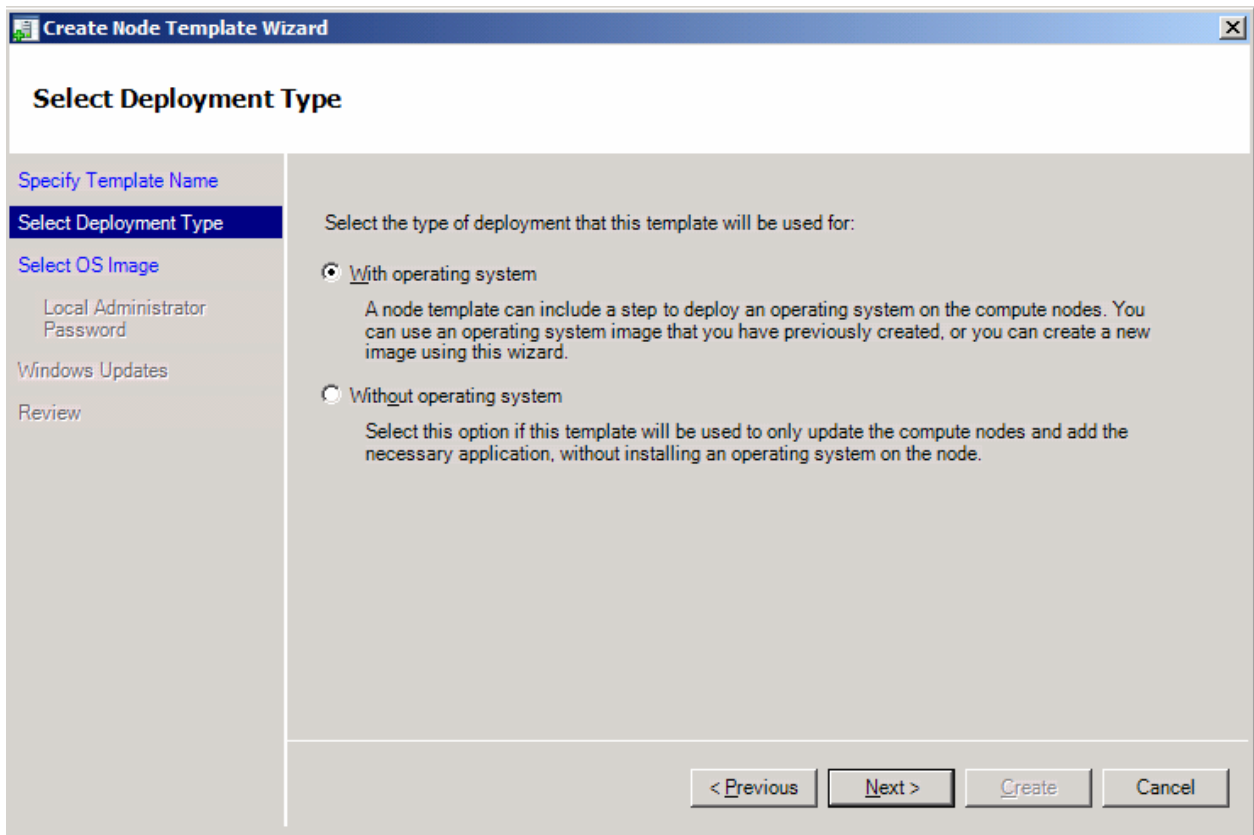 Create Node Template Wizard
Select Deployment Type
Specify Template Name
Select Deployment Type
Select OS Image
Local Administrator
Password
Windows Updates
Review
Select the type of deployment that this template will be used for:
With operating system
A node template can include a step to deploy an operating system on the compute nodes. You
can use an operating system image that you have previously created, or you can create a new
image using this wizard.
Without operating system
Select this option if this template will be used to only update the compute nodes and add the
necessary application, without installing an operating system on the node.
< Previous
Next >
Create
Cancel